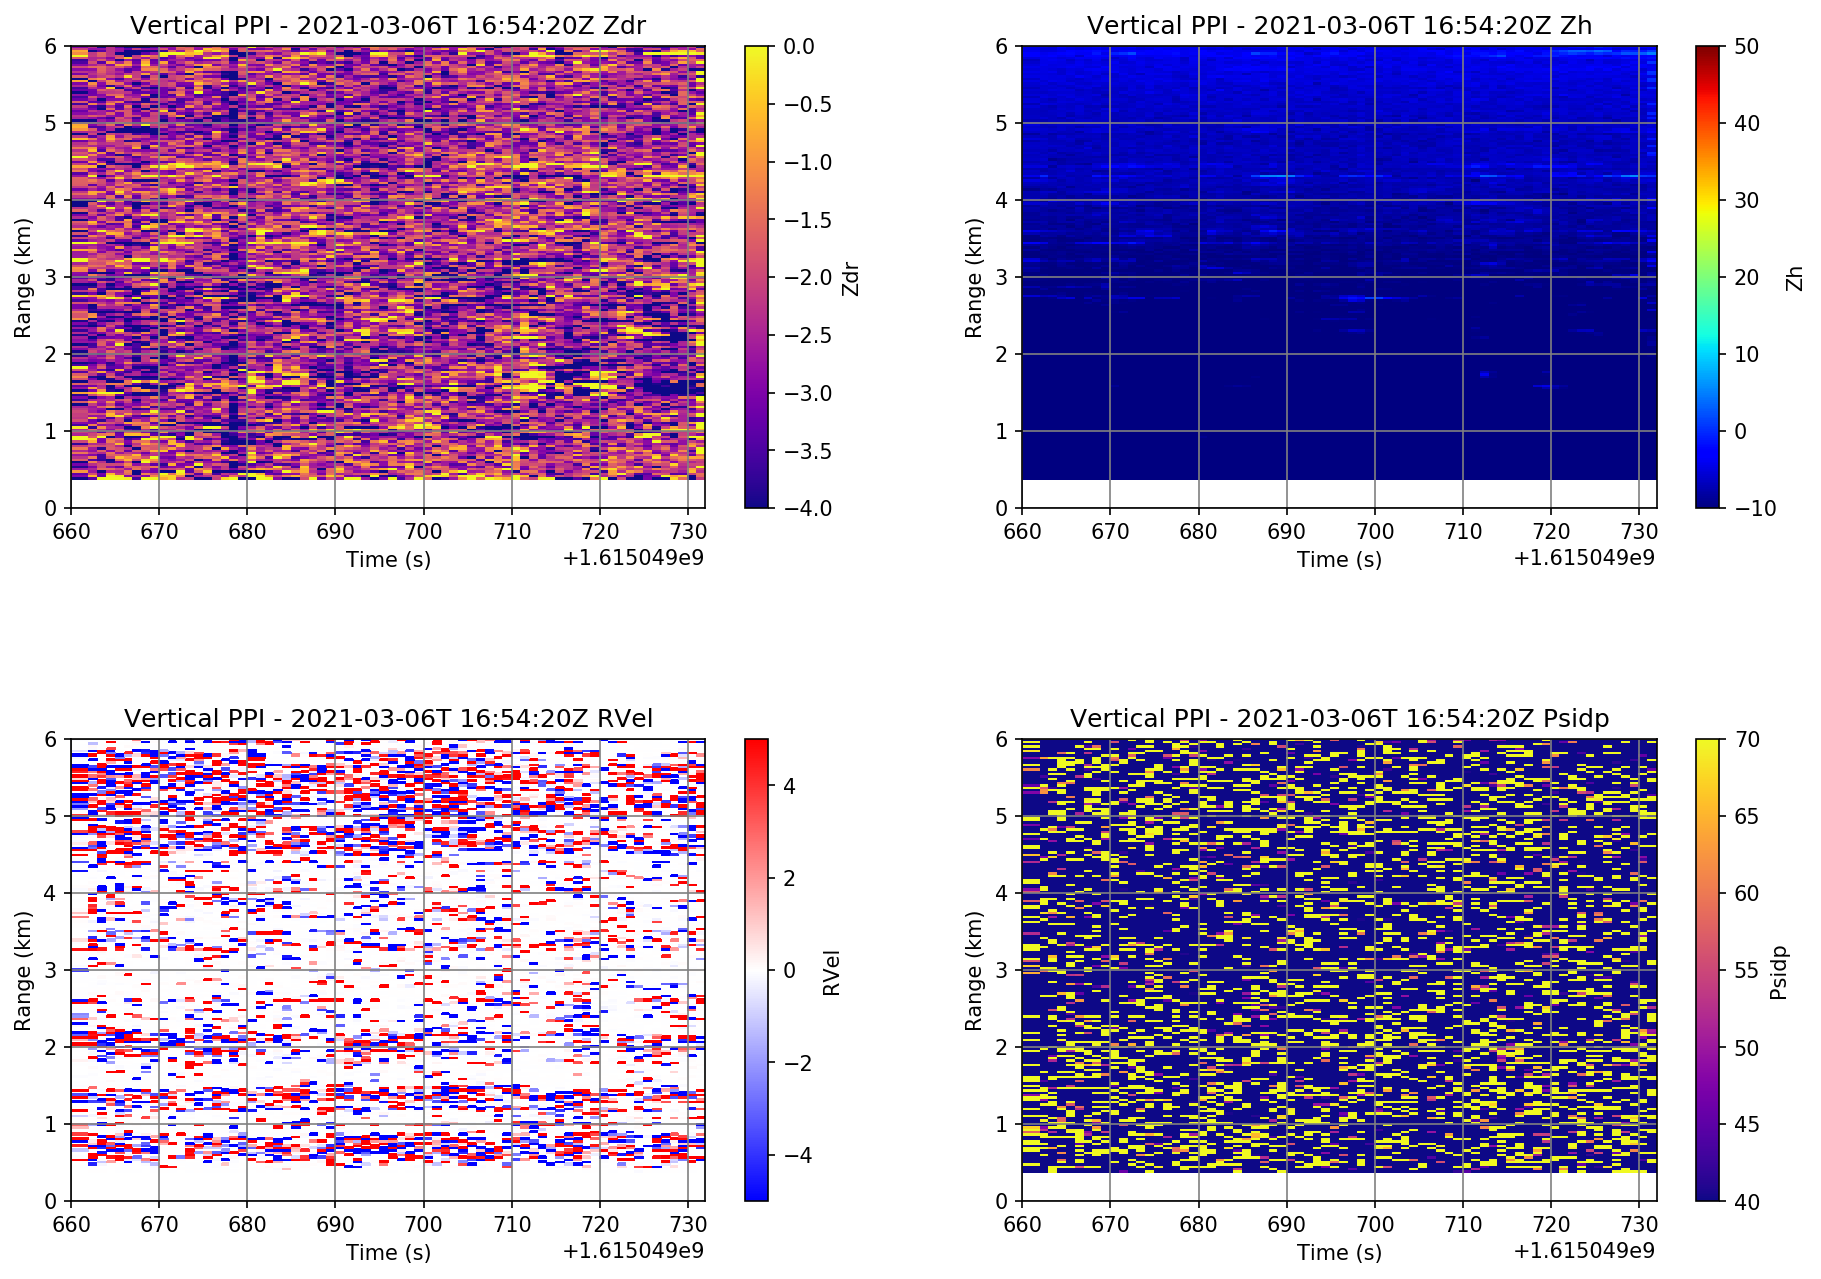 Vertical PPI - 2021-03-06T 16:54:20Z Zdr
6
5
4
3
2
1
0
Range (km)
660 670 680 690 700 710 720 730
Time (s)
+1.615049e9
0.0
−0.5
−1.0
−1.5
−2.0
−2.5
−3.0
−3.5
−4.0
Zdr
Vertical PPI - 2021-03-06T 16:54:20Z Zh
6
5
4
3
2
1
0
Range (km)
660 670 680 690 700 710 720 730
Time (s)
+1.615049e9
50
40
30
20
10
0
−10
Zh
Vertical PPI - 2021-03-06T 16:54:20Z RVel
6
5
4
3
2
1
0
Range (km)
660 670 680 690 700 710 720 730
Time (s)
+1.615049e9
4
2
0
−2
−4
RVel
Vertical PPI - 2021-03-06T 16:54:20Z Psidp
6
5
4
3
2
1
0
Range (km)
660 670 680 690 700 710 720 730
Time (s)
+1.615049e9
70
65
60
55
50
45
40
Psidp